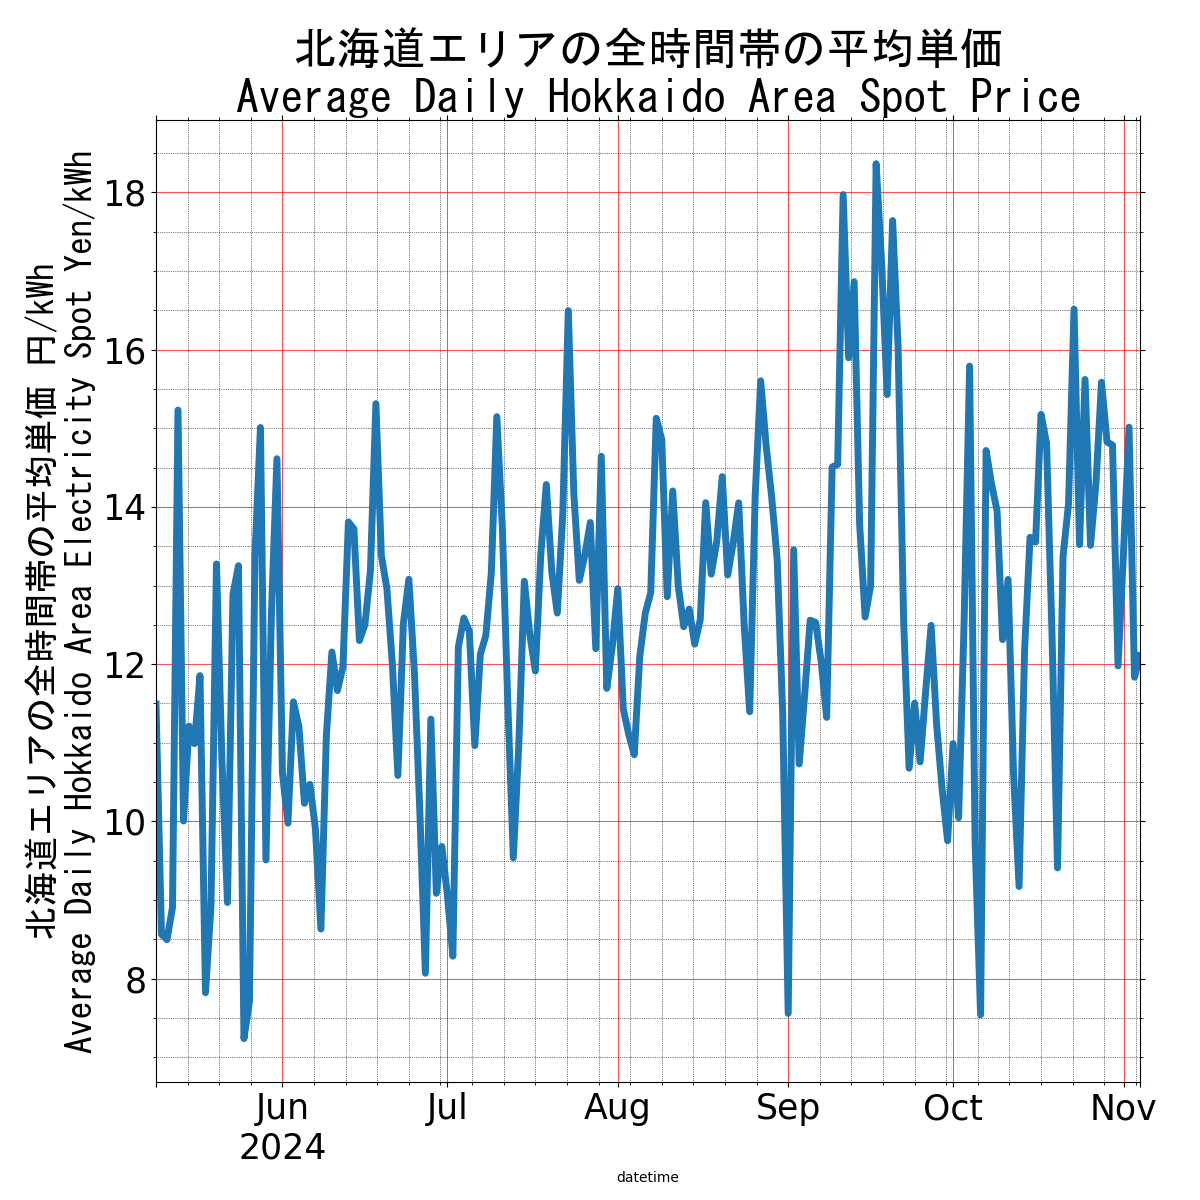 北海道エリアの全時間帯の平均単価
Average Daily Hokkaido Area Spot Price
北海道エリアの全時間帯の平均単価 円/kWh
Average Daily Hokkaido Area Electricity Spot Yen/kWh
18
16
14
12
10
8
Jun
2024
Jul
Aug
Sep
Oct
Nov
datetime